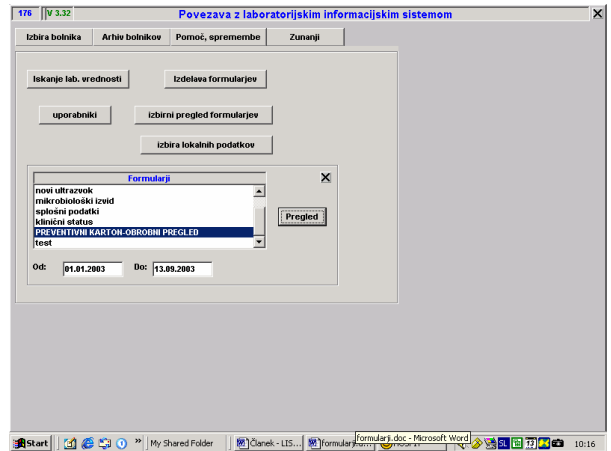 176 V 3.32 Povezava z laboratorijskim informacijskim sistemom
Izbira bolnika Arhiv bolnikov Pomoč, spremembe Zunanji
Iskanje lab. vrednosti Izdelava formularjev
uporabniki izbirni pregled formularjev
izbira lokalnih podatkov
Formularji
novi ultrazvok
mikrobiološki izvid
splošni podatki
klinični status
PREVENTIVNI KARTON-OBROBNI PREGLED
test
Pregled
Od: 01.01.2003 Do: 13.09.2003
formularji.doc - Microsoft Word
Start My Shared Folder Članek - LIS... SL 13 10:16